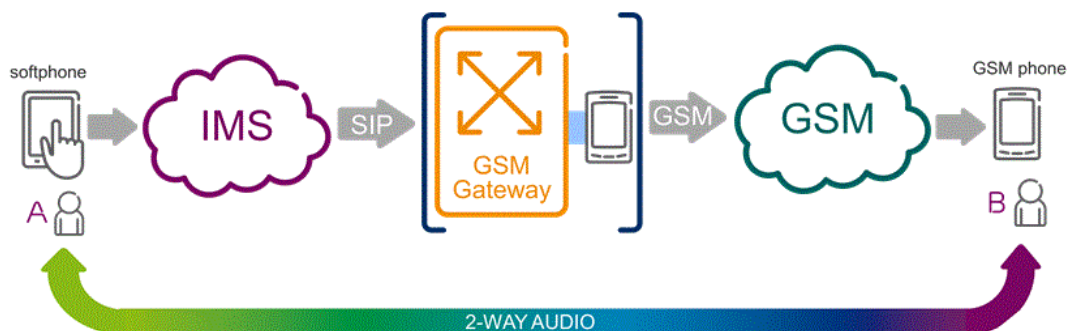 softphone
IMS
SIP
GSM
Gateway
GSM
GSM
GSM phone
A
B
2-WAY AUDIO